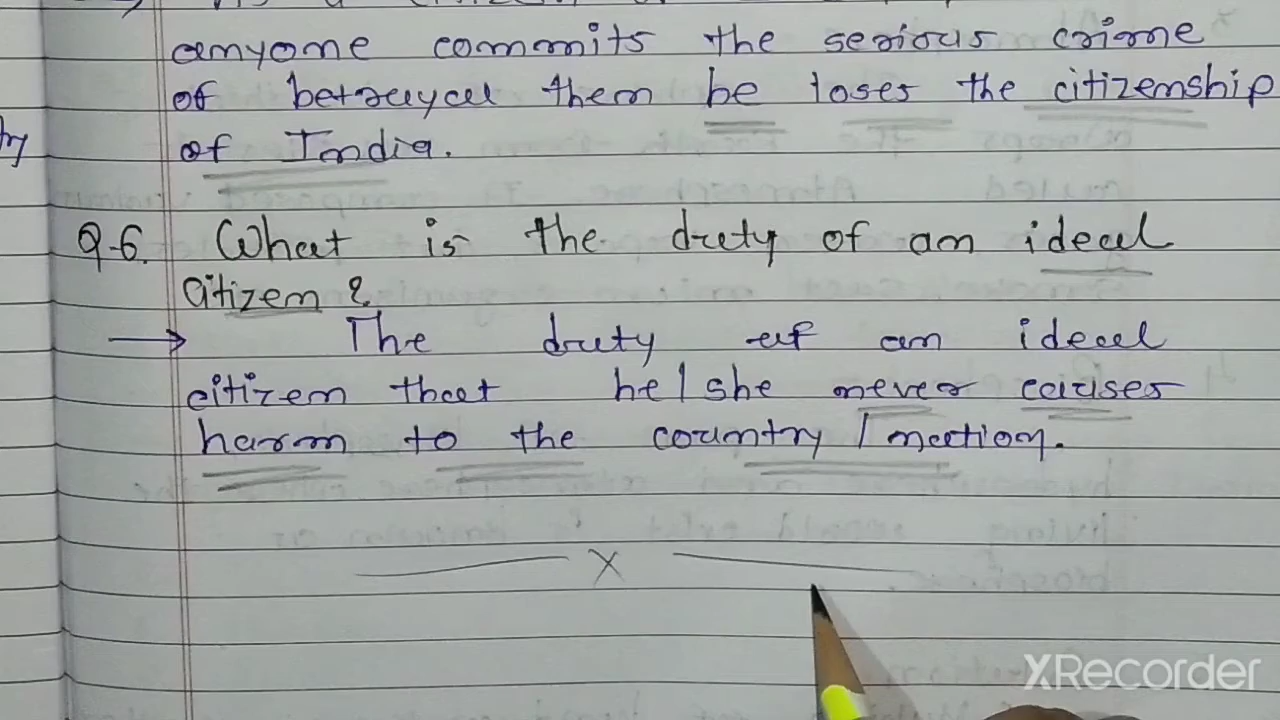 anyone commits the serious crime
of betrayal them he loses the citizenship
of India.
Q-6. What is the duty of an ideal
citizen ?
→ The duty of an ideal
citizen that he/she never causes
harm to the country / nation.
X
XRecorder